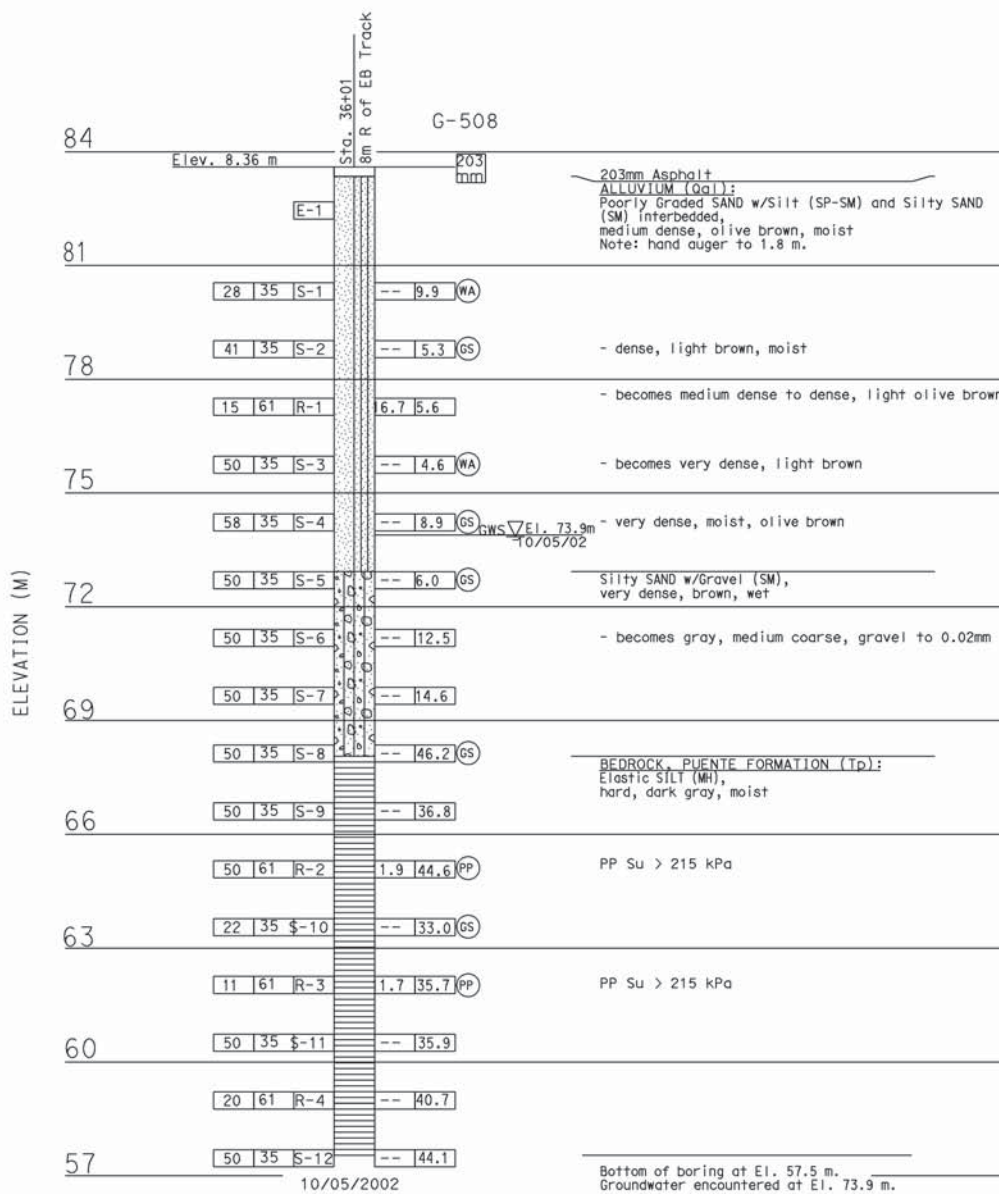 Sta. 36+01
8m R of EB Track
G-508
84
Elev. 8.36 m
203
mm
203mm Asphalt
ALLUVIUM (Qal):
E-1
Poorly Graded SAND w/Silt (SP-SM) and Silty SAND
(SM) interbedded,
medium dense, olive brown, moist
Note: hand auger to 1.8 m.
81
28 35 S-1 -- 9.9 WA
41 35 S-2 -- 5.3 GS - dense, light brown, moist
78
- becomes medium dense to dense, light olive brown
15 61 R-1 16.7 5.6
50 35 S-3 -- 4.6 WA - becomes very dense, light brown
75
58 35 S-4 -- 8.9 GS - very dense, moist, olive brown
GWS El. 73.9m
10/05/02
50 35 S-5 -- 6.0 GS Silty SAND w/Gravel (SM),
very dense, brown, wet
72
50 35 S-6 -- 12.5 - becomes gray, medium coarse, gravel to 0.02mm
50 35 S-7 -- 14.6
69
50 35 S-8 -- 46.2 GS
BEDROCK, PUENTE FORMATION (Tp):
Elastic SILT (MH),
hard, dark gray, moist
50 35 S-9 -- 36.8
66
50 61 R-2 1.9 44.6 PP PP Su > 215 kPa
22 35 S-10 -- 33.0 GS
63
11 61 R-3 1.7 35.7 PP PP Su > 215 kPa
50 35 S-11 -- 35.9
60
20 61 R-4 -- 40.7
50 35 S-12 -- 44.1
57
10/05/2002
Bottom of boring at El. 57.5 m.
Groundwater encountered at El. 73.9 m.
ELEVATION (M)